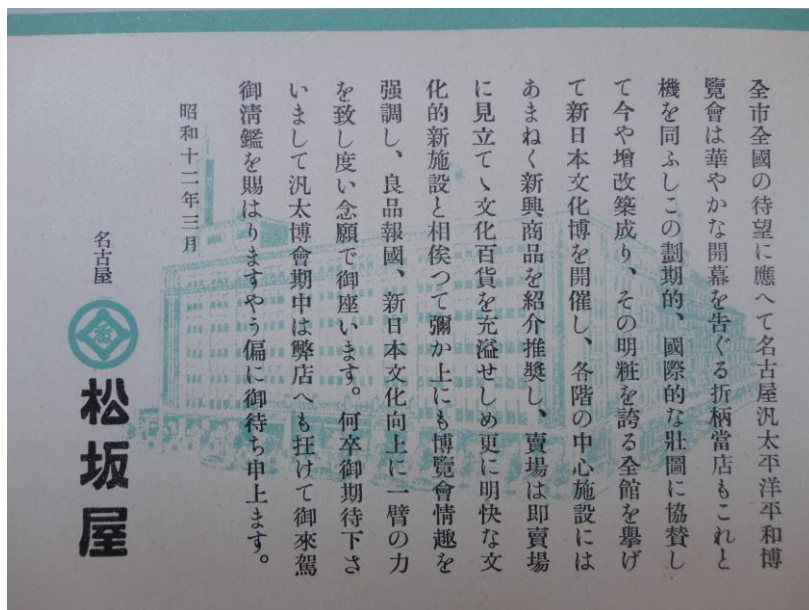 全市全國の待望に應へて名古屋汎太平洋平和博
覽會は華やかな開幕を告ぐる折柄當店もこれと
機を同ふしこの劃期的、國際的な壯圖に協賛し
て今や增改築成り、その明粧を誇る全館を擧げ
て新日本文化博を開催し、各階の中心施設には
あまねく新興商品を紹介推奬し、賣場は即賣場
に見立てゝ文化百貨を充溢せしめ更に明快な文
化的新施設と相俟つて彌か上にも博覽會情趣を
强調し、良品報國、新日本文化向上に一臂の力
を致し度い念願で御座います。何卒御期待下さ
いまして汎太博會期中は弊店へも抂けて御來駕
御淸鑑を賜はりますやう偏に御待ち申上ます。
昭和十二年三月
名古屋
松坂屋